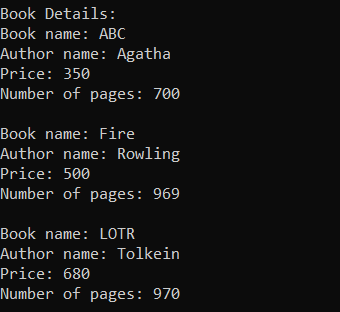 Book Details:
Book name: ABC
Author name: Agatha
Price: 350
Number of pages: 700

Book name: Fire
Author name: Rowling
Price: 500
Number of pages: 969

Book name: LOTR
Author name: Tolkein
Price: 680
Number of pages: 970